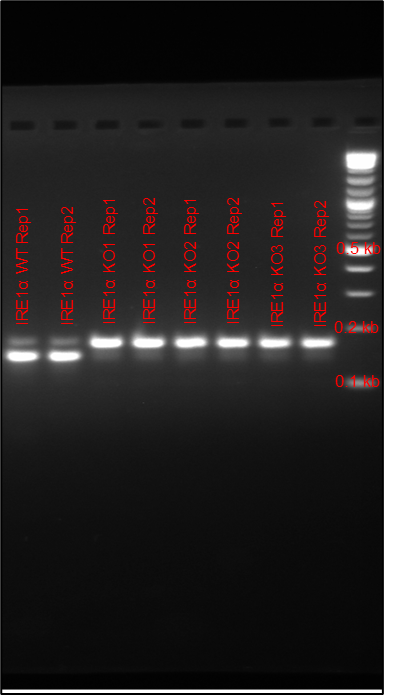 IRE1α WT Rep1
IRE1α WT Rep2
IRE1α KO1 Rep1
IRE1α KO1 Rep2
IRE1α KO2 Rep1
IRE1α KO2 Rep2
IRE1α KO3 Rep1
IRE1α KO3 Rep2
0.5 kb
0.2 kb
0.1 kb